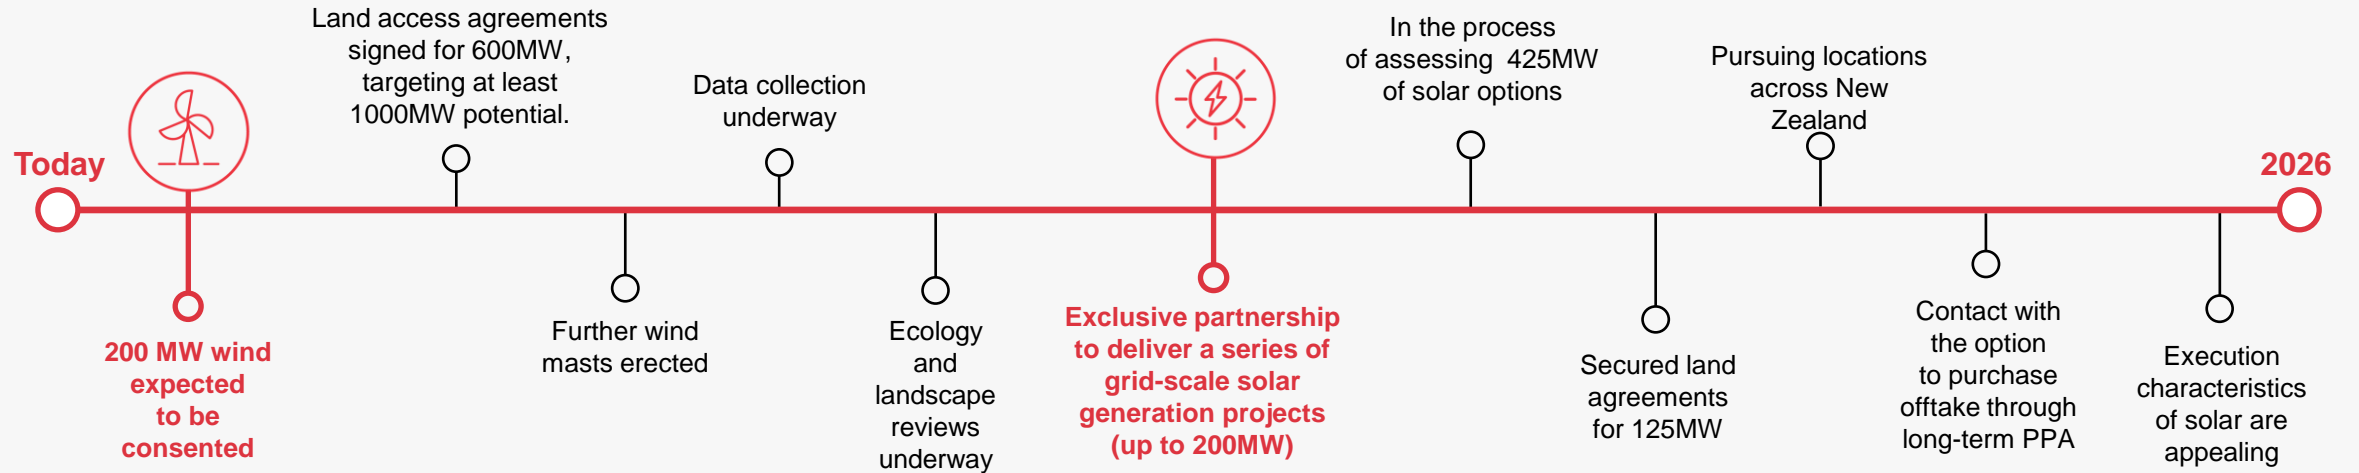 Today
200 MW wind
expected
to be
consented
Land access agreements
signed for 600MW,
targeting at least
1000MW potential.
Further wind
masts erected
Data collection
underway
Ecology
and
landscape
reviews
underway
Exclusive partnership
to deliver a series of
grid-scale solar
generation projects
(up to 200MW)
In the process
of assessing 425MW
of solar options
Secured land
agreements
for 125MW
Pursuing locations
across New
Zealand
Contact with
the option
to purchase
offtake through
long-term PPA
Execution
characteristics
of solar are
appealing
2026